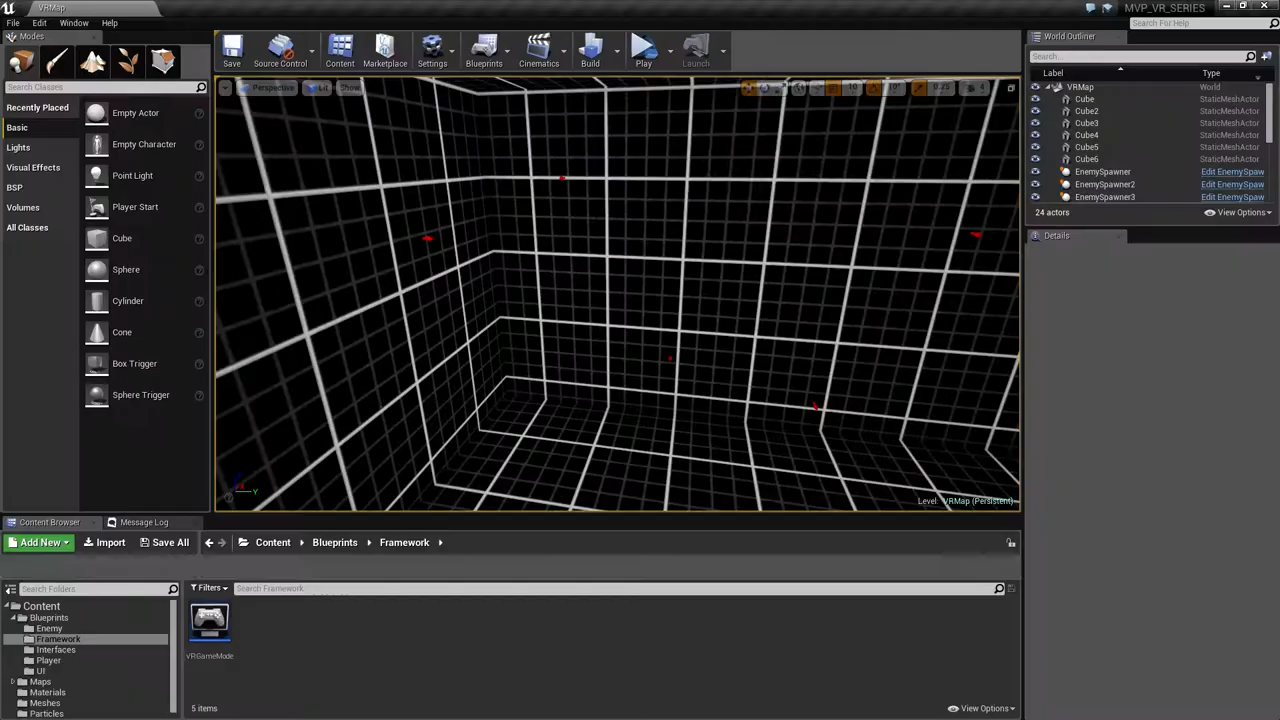 VRMap
MVP_VR_SERIES
File Edit Window Help
Search For Help
Modes
World Outliner
Search Classes
Save
Source Control
Content
Marketplace
Settings
Blueprints
Cinematics
Build
Play
Launch
Search...
Label
Type
Recently Placed
Basic
Lights
Visual Effects
BSP
Volumes
All Classes
Empty Actor
Empty Character
Point Light
Player Start
Cube
Sphere
Cylinder
Cone
Box Trigger
Sphere Trigger
Perspective
Lit
Show
10
10°
0.25
4
VRMap World
Cube StaticMeshActor
Cube2 StaticMeshActor
Cube3 StaticMeshActor
Cube4 StaticMeshActor
Cube5 StaticMeshActor
Cube6 StaticMeshActor
EnemySpawner Edit EnemySpaw
EnemySpawner2 Edit EnemySpaw
EnemySpawner3 Edit EnemySpaw
24 actors
View Options
Details
Y
Level: VRMap (Persistent)
Content Browser
Message Log
Add New
Import
Save All
Content
Blueprints
Framework
Search Folders
Filters
Search Framework
Content
Blueprints
Enemy
Framework
Interfaces
Player
UI
Maps
Materials
Meshes
Particles
VRGameMode
5 items
View Options